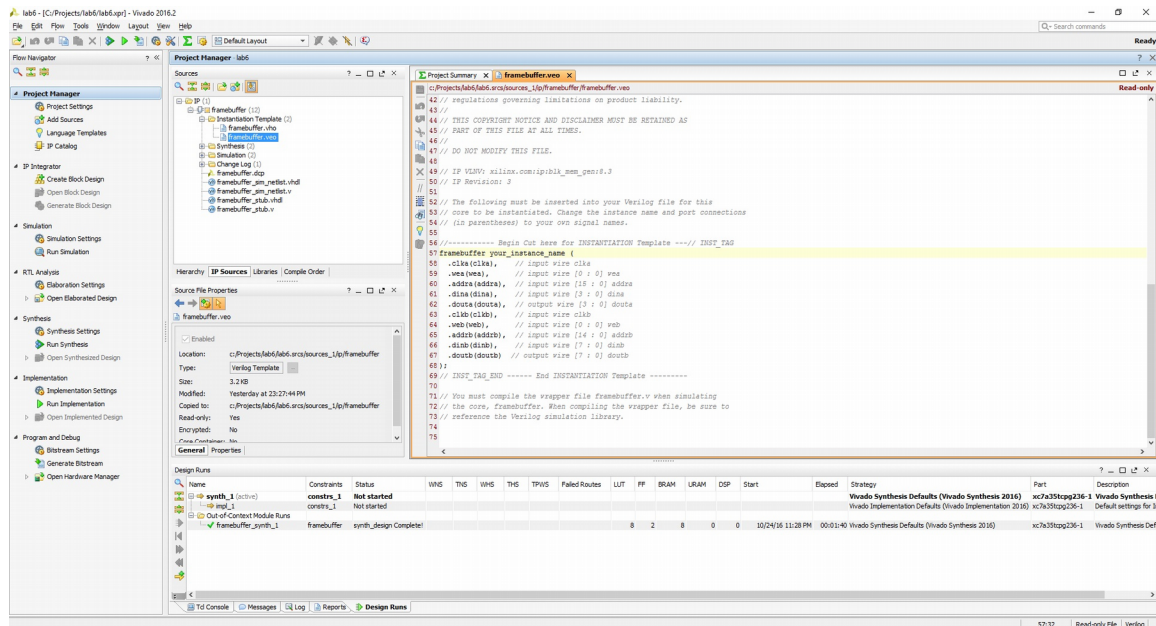 lab6 - [C:/Projects/lab6/lab6.xpr] - Vivado 2016.2
File Edit Flow Tools Window Layout View Help
Search commands
Default Layout
Ready
Flow Navigator
Project Manager
Project Settings
Add Sources
Language Templates
IP Catalog
IP Integrator
Create Block Design
Open Block Design
Generate Block Design
Simulation
Simulation Settings
Run Simulation
RTL Analysis
Elaboration Settings
Open Elaborated Design
Synthesis
Synthesis Settings
Run Synthesis
Open Synthesized Design
Implementation
Implementation Settings
Run Implementation
Open Implemented Design
Program and Debug
Bitstream Settings
Generate Bitstream
Open Hardware Manager
Project Manager - lab6
Sources
IP (1)
framebuffer (12)
Instantiation Template (2)
framebuffer.vho
framebuffer.veo
Synthesis (2)
Simulation (2)
Change Log (1)
framebuffer.dcp
framebuffer_sim_netlist.vhdl
framebuffer_sim_netlist.v
framebuffer_stub.vhdl
framebuffer_stub.v
Hierarchy IP Sources Libraries Compile Order
Source File Properties
framebuffer.veo
Enabled
Location: c:/Projects/lab6/lab6.srcs/sources_1/ip/framebuffer
Type: Verilog Template ...
Size: 3.2 KB
Modified: Yesterday at 23:27:44 PM
Copied to: c:/Projects/lab6/lab6.srcs/sources_1/ip/framebuffer
Read-only: Yes
Encrypted: No
Core Container: No
General Properties
Project Summary framebuffer.veo
c:/Projects/lab6/lab6.srcs/sources_1/ip/framebuffer/framebuffer.veo Read-only
42 // regulations governing limitations on product liability.
43 //
44 // THIS COPYRIGHT NOTICE AND DISCLAIMER MUST BE RETAINED AS
45 // PART OF THIS FILE AT ALL TIMES.
46 //
47 // DO NOT MODIFY THIS FILE.
48
49 // IP VLNV: xilinx.com:ip:blk_mem_gen:8.3
50 // IP Revision: 3
51
52 // The following must be inserted into your Verilog file for this
53 // core to be instantiated. Change the instance name and port connections
54 // (in parentheses) to your own signal names.
55
56 //----------- Begin Cut here for INSTANTIATION Template ---// INST_TAG
57 framebuffer your_instance_name (
58 .clka(clka), // input wire clka
59 .wea(wea), // input wire [0 : 0] wea
60 .addra(addra), // input wire [15 : 0] addra
61 .dina(dina), // input wire [3 : 0] dina
62 .douta(douta), // output wire [3 : 0] douta
63 .clkb(clkb), // input wire clkb
64 .web(web), // input wire [0 : 0] web
65 .addrb(addrb), // input wire [14 : 0] addrb
66 .dinb(dinb), // input wire [7 : 0] dinb
67 .doutb(doutb) // output wire [7 : 0] doutb
68 );
69 // INST_TAG_END ------ End INSTANTIATION Template ---------
70
71 // You must compile the wrapper file framebuffer.v when simulating
72 // the core, framebuffer. When compiling the wrapper file, be sure to
73 // reference the Verilog simulation library.
74
75
Design Runs
Name Constraints Status WNS TNS WHS THS TPWS Failed Routes LUT FF BRAM URAM DSP Start Elapsed Strategy Part Description
synth_1 (active) constrs_1 Not started Vivado Synthesis Defaults (Vivado Synthesis 2016) xc7a35tcpg236-1 Vivado Synthesis
impl_1 constrs_1 Not started Vivado Implementation Defaults (Vivado Implementation 2016) xc7a35tcpg236-1 Default settings for
Out-of-Context Module Runs
framebuffer_synth_1 framebuffer synth_design Complete! 8 2 8 0 0 10/24/16 11:28 PM 00:01:40 Vivado Synthesis Defaults (Vivado Synthesis 2016) xc7a35tcpg236-1 Vivado Synthesis Def
Tcl Console Messages Log Reports Design Runs
57:32 Read-only File Verilog